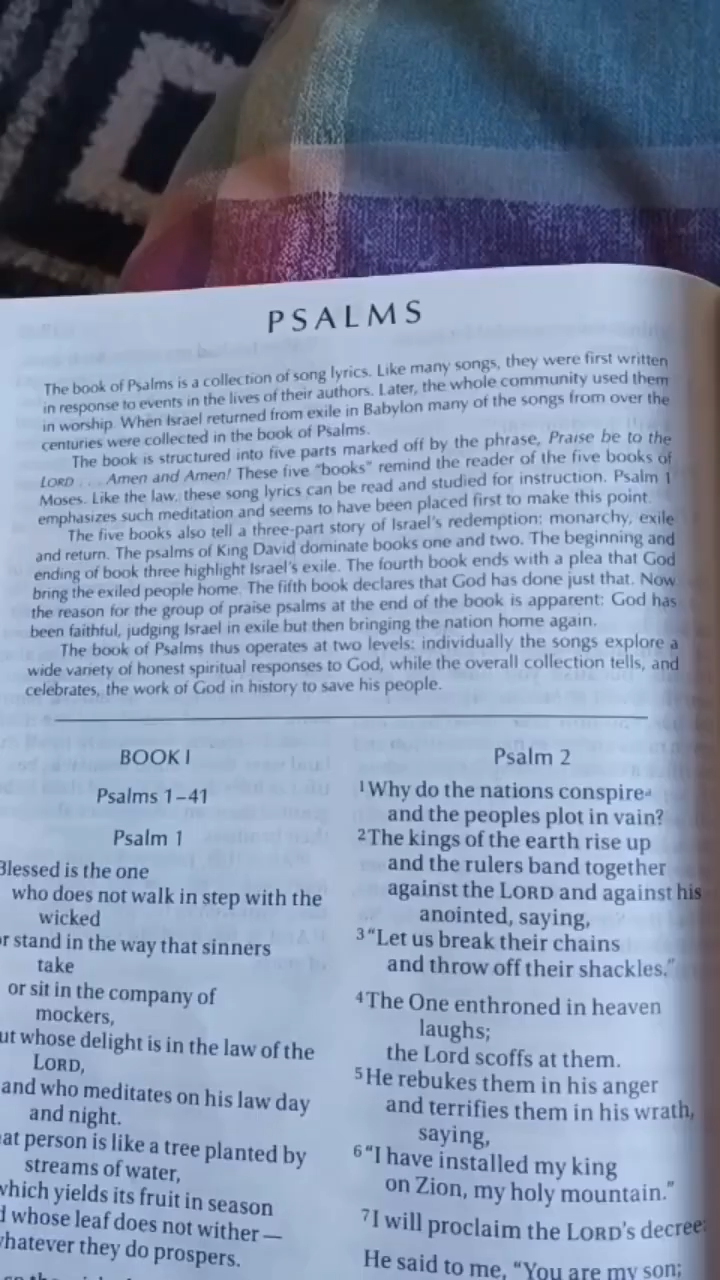 PSALMS
The book of Psalms is a collection of song lyrics. Like many songs, they were first written
in response to events in the lives of their authors. Later, the whole community used them
in worship. When Israel returned from exile in Babylon many of the songs from over the
centuries were collected in the book of Psalms.
The book is structured into five parts marked off by the phrase, Praise be to the
LORD . . . Amen and Amen! These five “books” remind the reader of the five books of
Moses. Like the law, these song lyrics can be read and studied for instruction. Psalm 1
emphasizes such meditation and seems to have been placed first to make this point.
The five books also tell a three-part story of Israel's redemption: monarchy, exile
and return. The psalms of King David dominate books one and two. The beginning and
ending of book three highlight Israel's exile. The fourth book ends with a plea that God
bring the exiled people home. The fifth book declares that God has done just that. Now
the reason for the group of praise psalms at the end of the book is apparent: God has
been faithful, judging Israel in exile but then bringing the nation home again.
The book of Psalms thus operates at two levels: individually the songs explore a
wide variety of honest spiritual responses to God, while the overall collection tells, and
celebrates, the work of God in history to save his people.
BOOK I
Psalms 1–41
Psalm 1
Blessed is the one
who does not walk in step with the
wicked
or stand in the way that sinners
take
or sit in the company of
mockers,
ut whose delight is in the law of the
LORD,
and who meditates on his law day
and night.
at person is like a tree planted by
streams of water,
which yields its fruit in season
d whose leaf does not wither—
whatever they do prospers.
Psalm 2
1 Why do the nations conspire a
and the peoples plot in vain?
2 The kings of the earth rise up
and the rulers band together
against the LORD and against his
anointed, saying,
3 “Let us break their chains
and throw off their shackles.”
4 The One enthroned in heaven
laughs;
the Lord scoffs at them.
5 He rebukes them in his anger
and terrifies them in his wrath,
saying,
6 “I have installed my king
on Zion, my holy mountain.”
7 I will proclaim the LORD's decree:
He said to me, “You are my son;